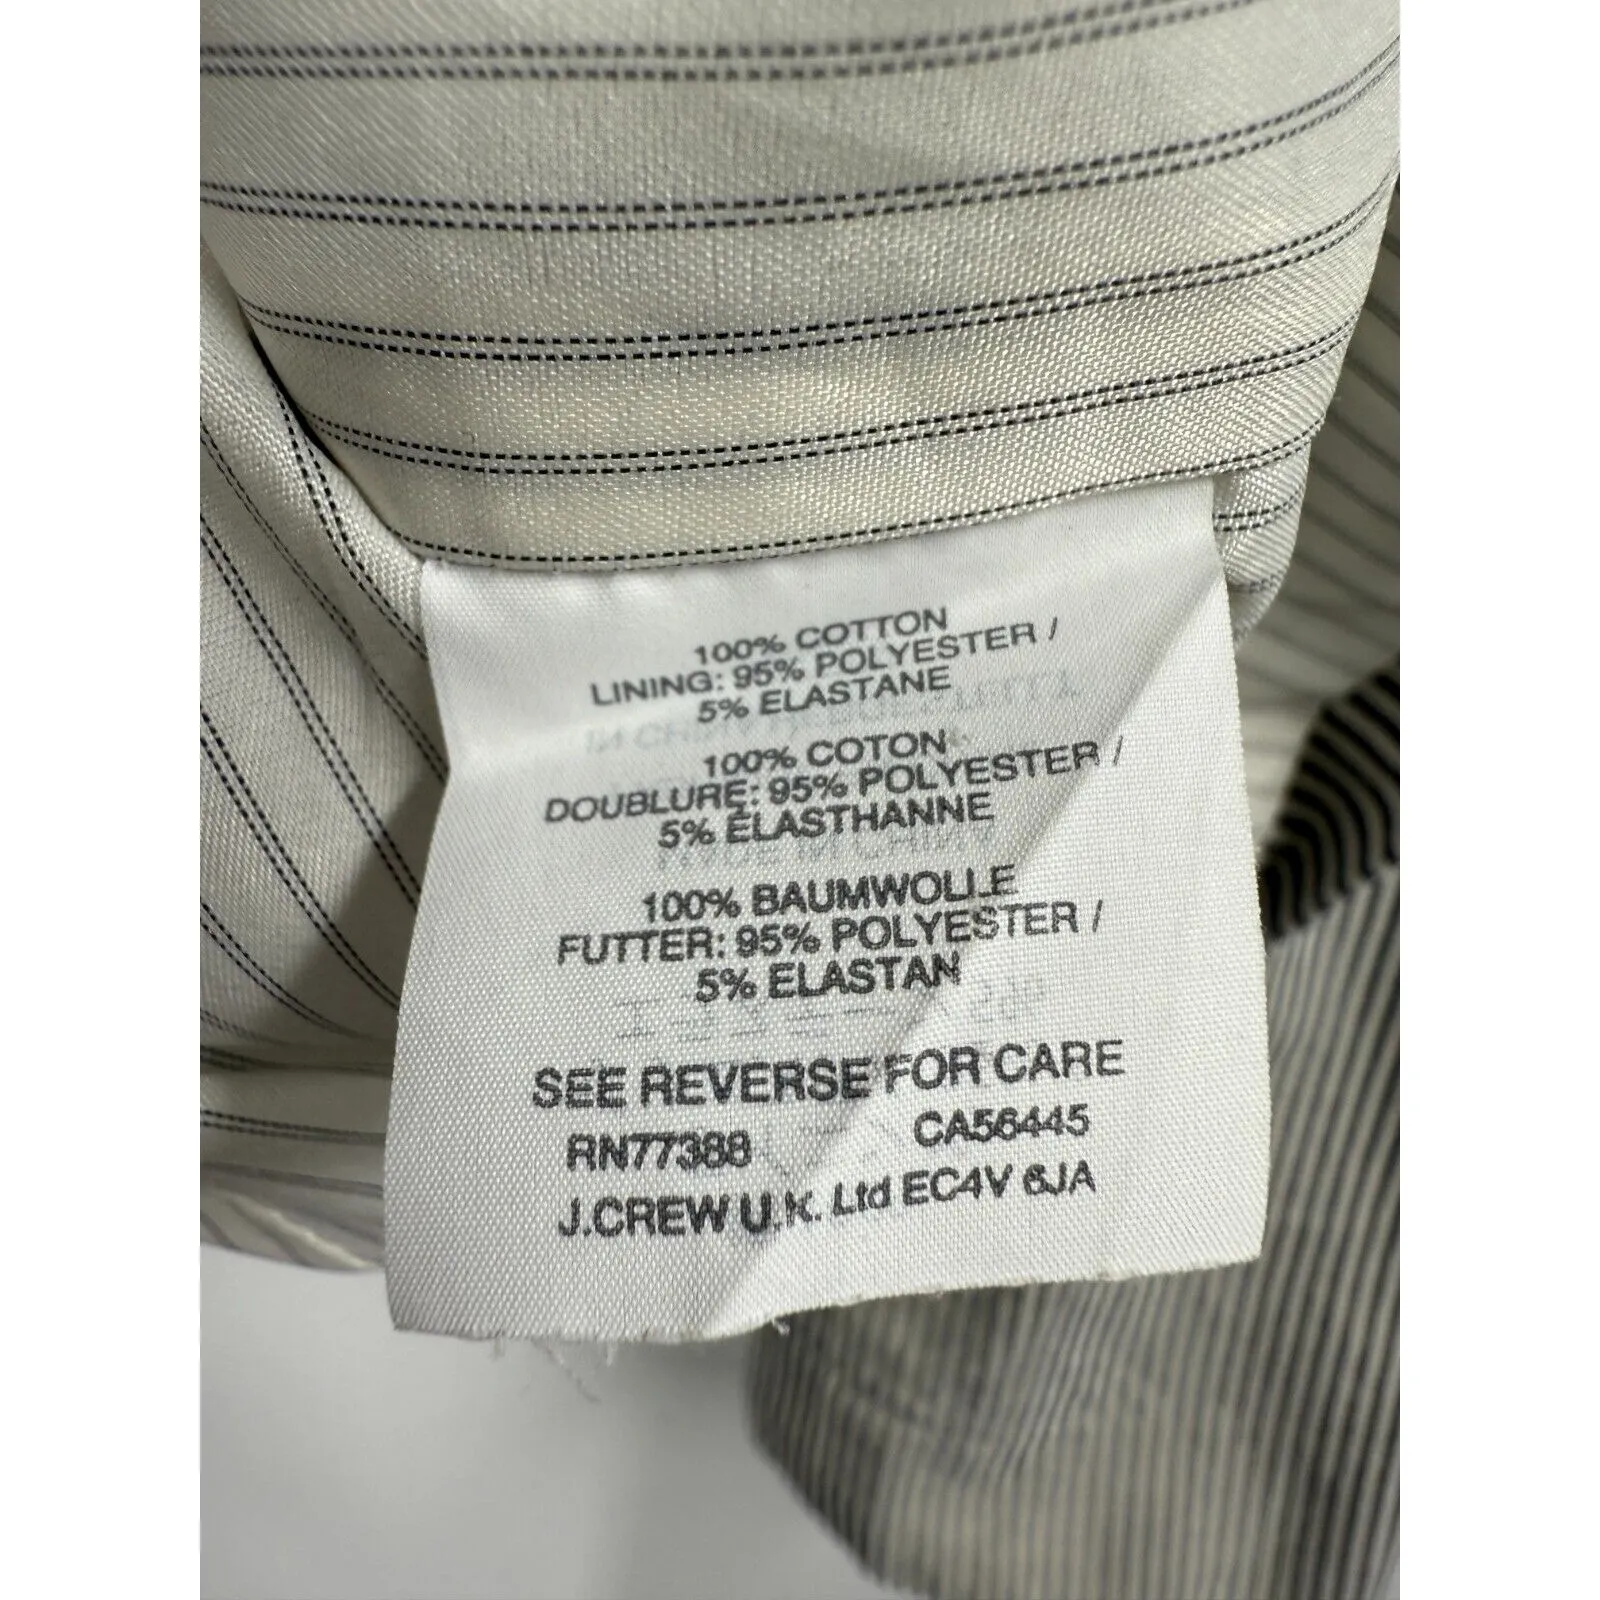 100% COTTON
LINING: 95% POLYESTER /
5% ELASTANE
100% COTON
DOUBLURE: 95% POLYESTER /
5% ÉLASTHANNE
100% BAUMWOLLE
FUTTER: 95% POLYESTER /
5% ELASTAN
SEE REVERSE FOR CARE
RN77388 CA56445
J.CREW U.K. Ltd EC4V 6JA